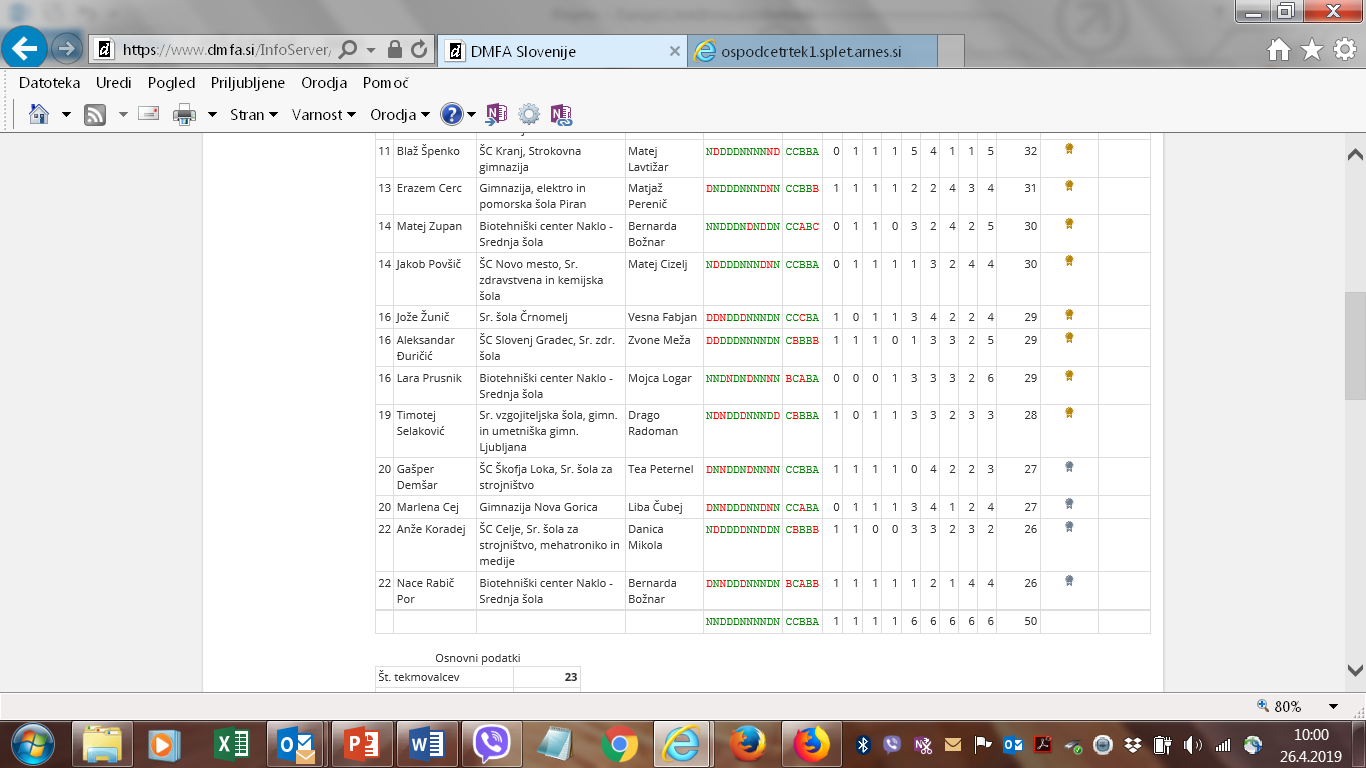 https://www.dmfa.si/InfoServer/
DMFA Slovenije
ospodcetrtek1.splet.arnes.si
Datoteka Uredi Pogled Priljubljene Orodja Pomoč
Stran Varnost Orodja
11 Blaž Špenko ŠC Kranj, Strokovna gimnazija Matej Lavtižar NDDDDNNNNND CCBBA 0 1 1 1 5 4 1 1 5 32
13 Erazem Cerc Gimnazija, elektro in pomorska šola Piran Matjaž Perenič DNDDDNNNDNN CCBBB 1 1 1 1 2 2 4 3 4 31
14 Matej Zupan Biotehniški center Naklo - Srednja šola Bernarda Božnar NNDDDNDNDDN CCABC 0 1 1 0 3 2 4 2 5 30
14 Jakob Povšič ŠC Novo mesto, Sr. zdravstvena in kemijska šola Matej Cizelj NDDDDNNNDNN CCBBA 0 1 1 1 1 3 2 4 4 30
16 Jože Žunič Sr. šola Črnomelj Vesna Fabjan DDNDDDNNNDN CCCBA 1 0 1 1 3 4 2 2 4 29
16 Aleksandar Đuričić ŠC Slovenj Gradec, Sr. zdr. šola Zvone Meža DDDDDNNNNDN CBBBB 1 1 1 0 1 3 3 2 5 29
16 Lara Prusnik Biotehniški center Naklo - Srednja šola Mojca Logar NNDNDNDNNNN BCABA 0 0 0 1 3 3 3 2 6 29
19 Timotej Selaković Sr. vzgojiteljska šola, gimn. in umetniška gimn. Ljubljana Drago Radoman NDNDDDNNNDD CBBBA 1 0 1 1 3 3 2 3 3 28
20 Gašper Demšar ŠC Škofja Loka, Sr. šola za strojništvo Tea Peternel DNNDDNDNNNN CCBBA 1 1 1 1 0 4 2 2 3 27
20 Marlena Cej Gimnazija Nova Gorica Liba Čubej DNNDDDNNDNN CCABA 0 1 1 1 3 4 1 2 4 27
22 Anže Koradej ŠC Celje, Sr. šola za strojništvo, mehatroniko in medije Danica Mikola NDDDDDNNDDN CBBBB 1 1 0 0 3 3 2 3 2 26
22 Nace Rabič Por Biotehniški center Naklo - Srednja šola Bernarda Božnar DNNDDDNNNDN BCABB 1 1 1 1 1 2 1 4 4 26
NNDDDNNNNDN CCBBA 1 1 1 1 6 6 6 6 6 50
Osnovni podatki
Št. tekmovalcev 23
80%
10:00
26.4.2019